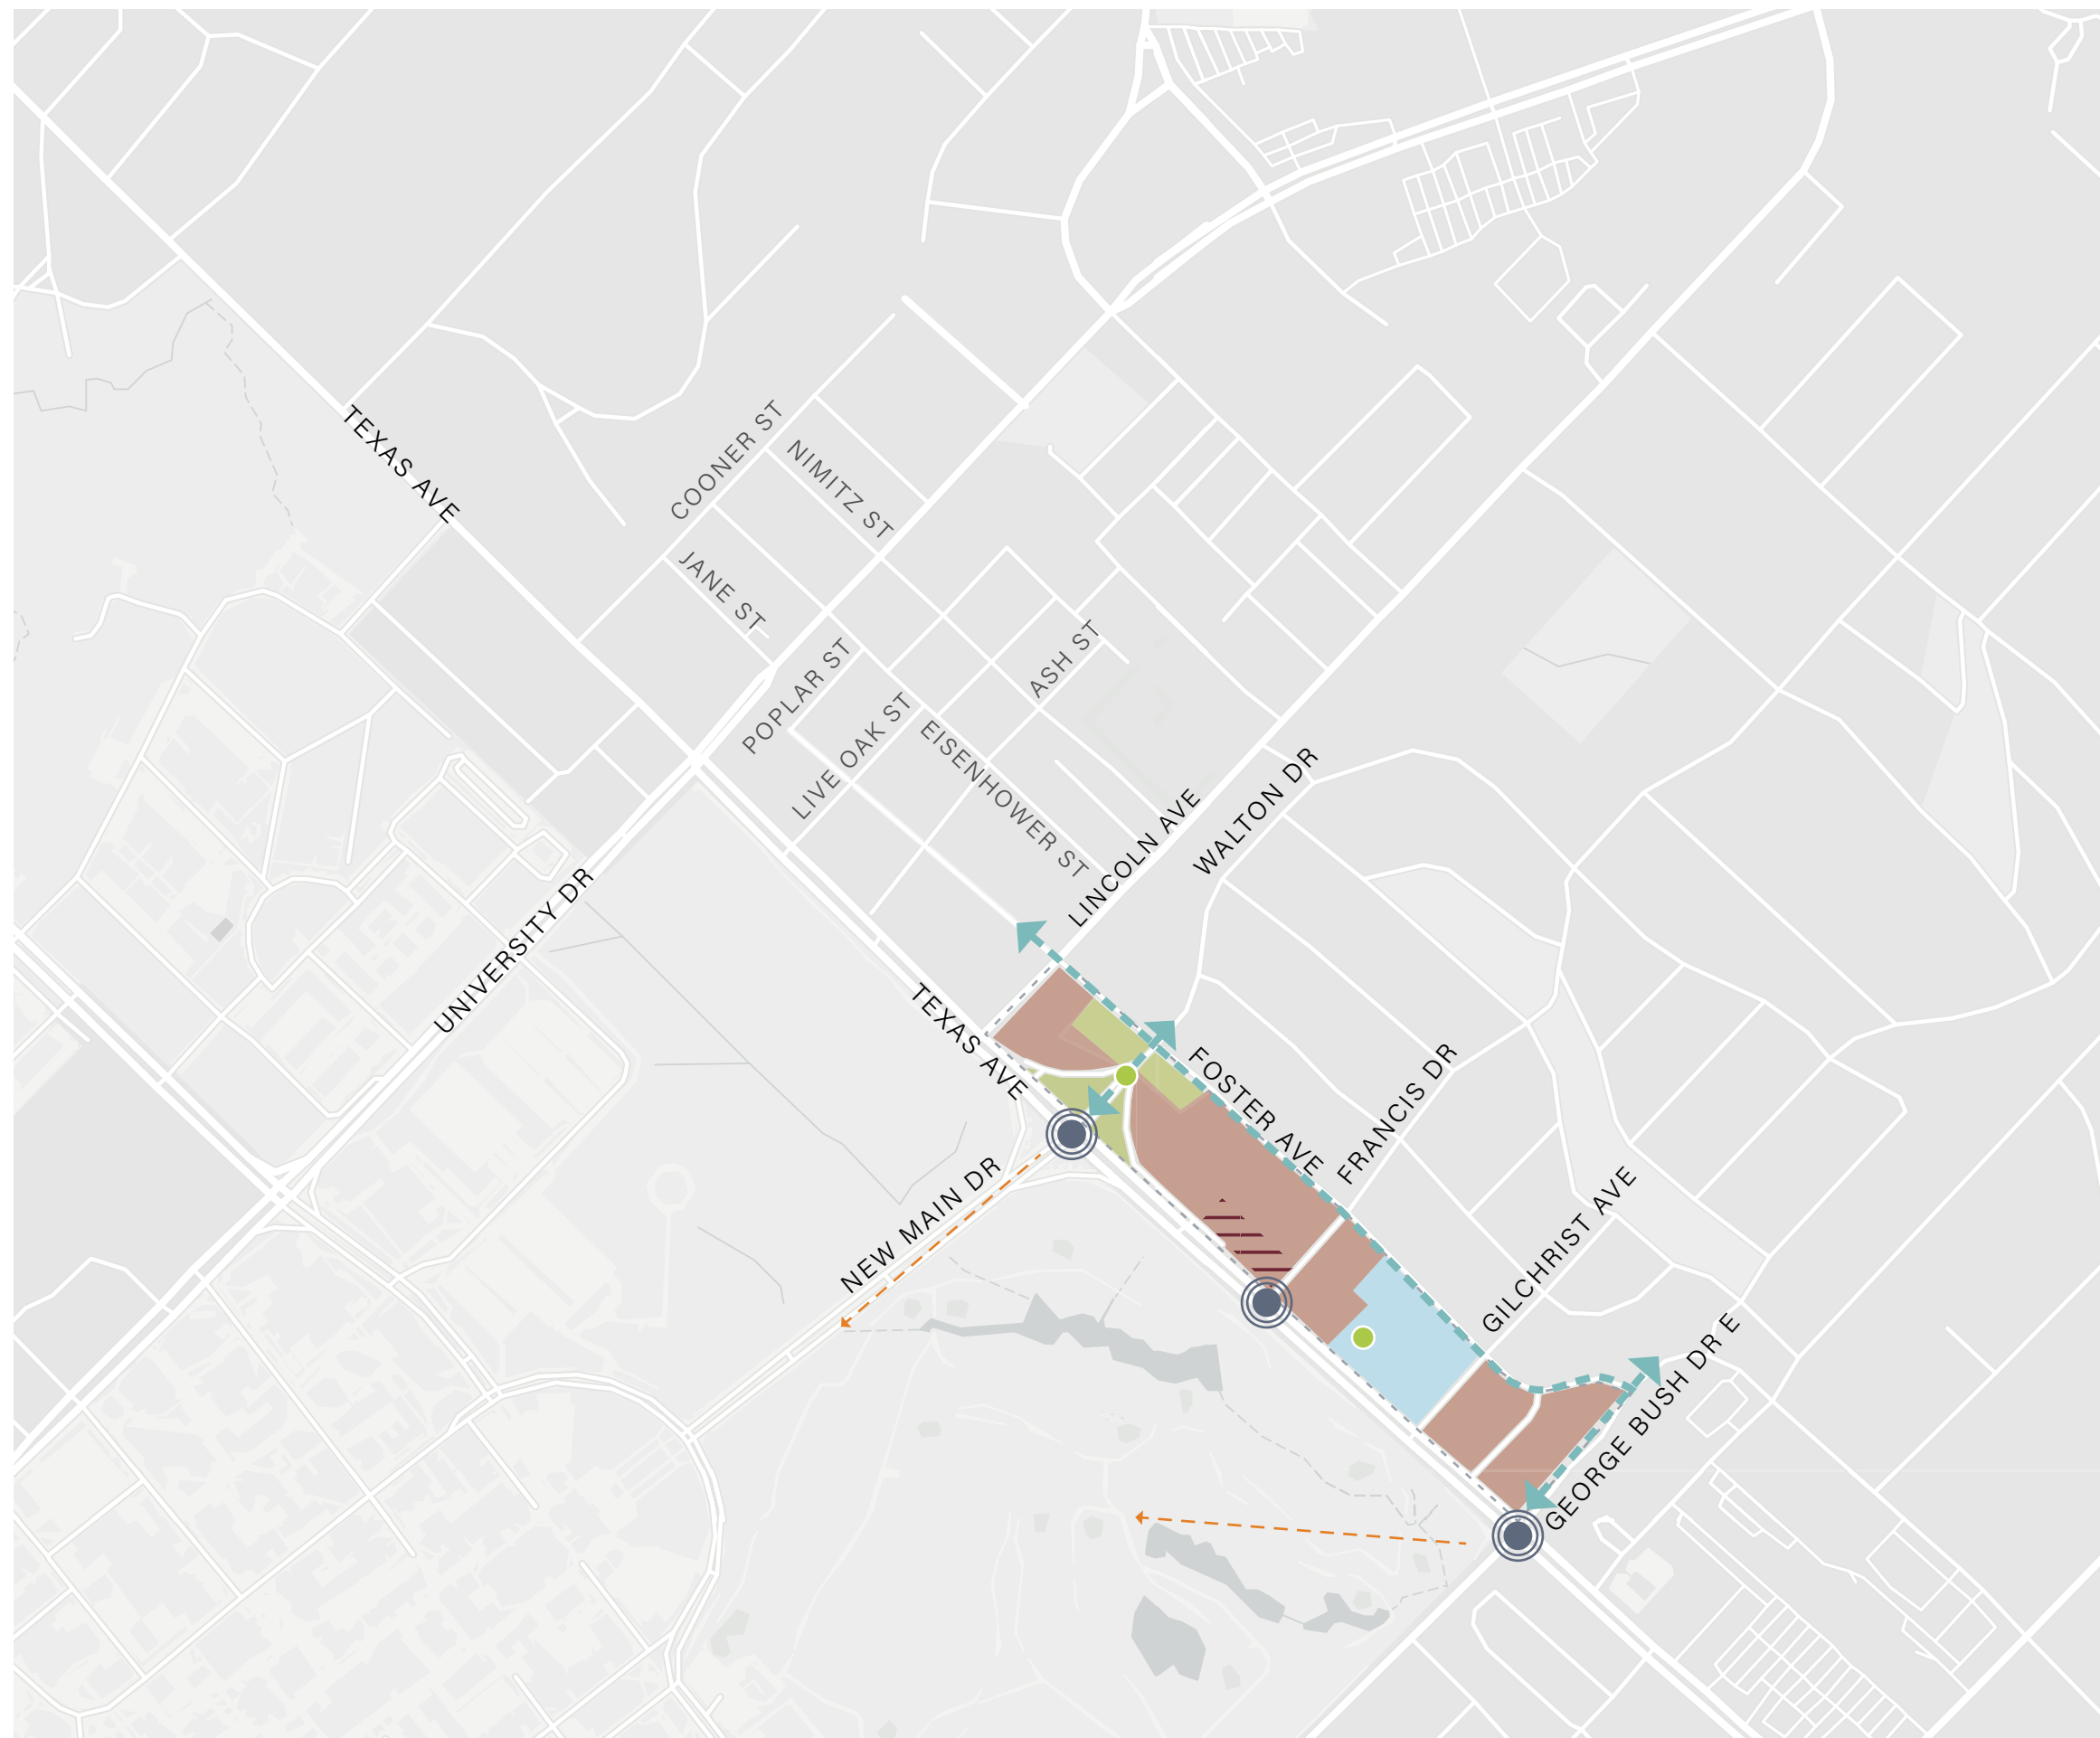 TEXAS AVE
COONER ST
NIMITZ ST
JANE ST
POPLAR ST
LIVE OAK ST
ASH ST
EISENHOWER ST
LINCOLN AVE
WALTON DR
UNIVERSITY DR
TEXAS AVE
FOSTER AVE
FRANCIS DR
NEW MAIN DR
GILCHRIST AVE
GEORGE BUSH DR E